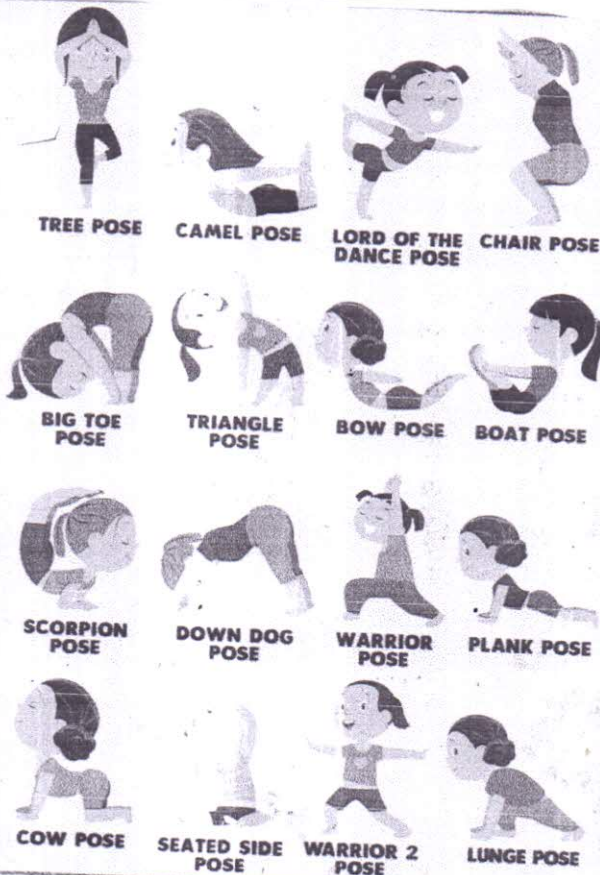 TREE POSE
CAMEL POSE
LORD OF THE
DANCE POSE
CHAIR POSE
BIG TOE
POSE
TRIANGLE
POSE
BOW POSE
BOAT POSE
SCORPION
POSE
DOWN DOG
POSE
WARRIOR
POSE
PLANK POSE
COW POSE
SEATED SIDE
POSE
WARRIOR 2
POSE
LUNGE POSE